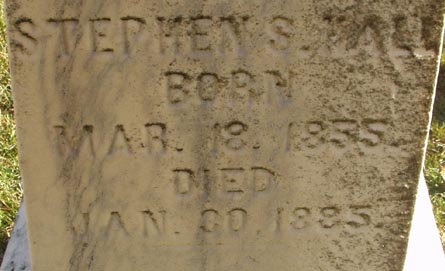 STEPHEN S. HALL
BORN
MAR. 18. 1855.
DIED
JAN. 30. 1885.